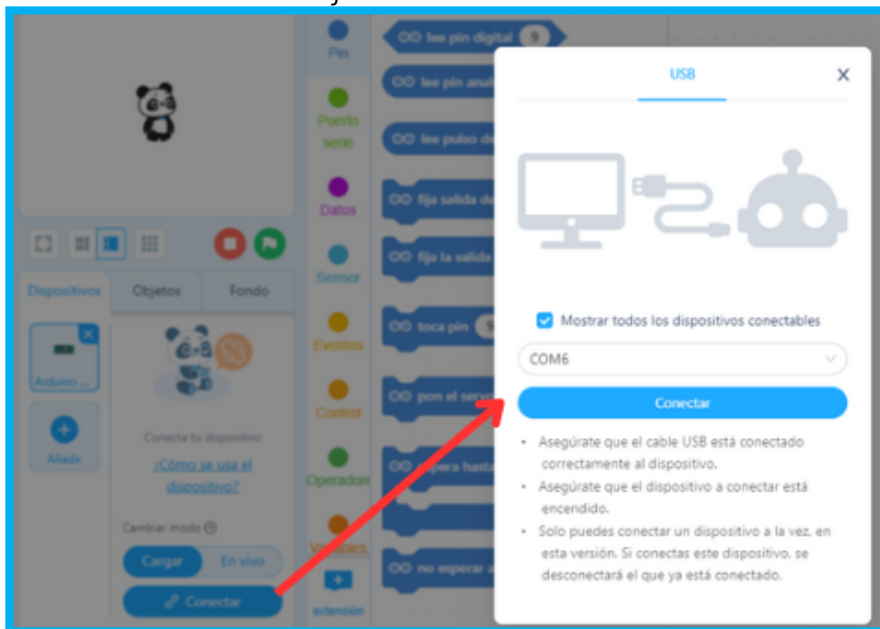 lee pin digital 9
Pin
lee pin anal
Puerto
serie
lee pulso de
Datos
fija salida de
fija la salida
Sensor
Dispositivos Objetos Fondo
toca pin 9
Eventos
Arduino ...
pon el serv
Control
Conecta tu dispositivo
¿Cómo se usa el
dispositivo?
Añadir
espera hasta
Operadore
Cambiar modo
Variables
Cargar En vivo
no esperar a
Conectar
extensión
USB
Mostrar todos los dispositivos conectables
COM6
Conectar
• Asegúrate que el cable USB está conectado
correctamente al dispositivo.
• Asegúrate que el dispositivo a conectar está
encendido.
• Solo puedes conectar un dispositivo a la vez, en
esta versión. Si conectas este dispositivo, se
desconectará el que ya está conectado.